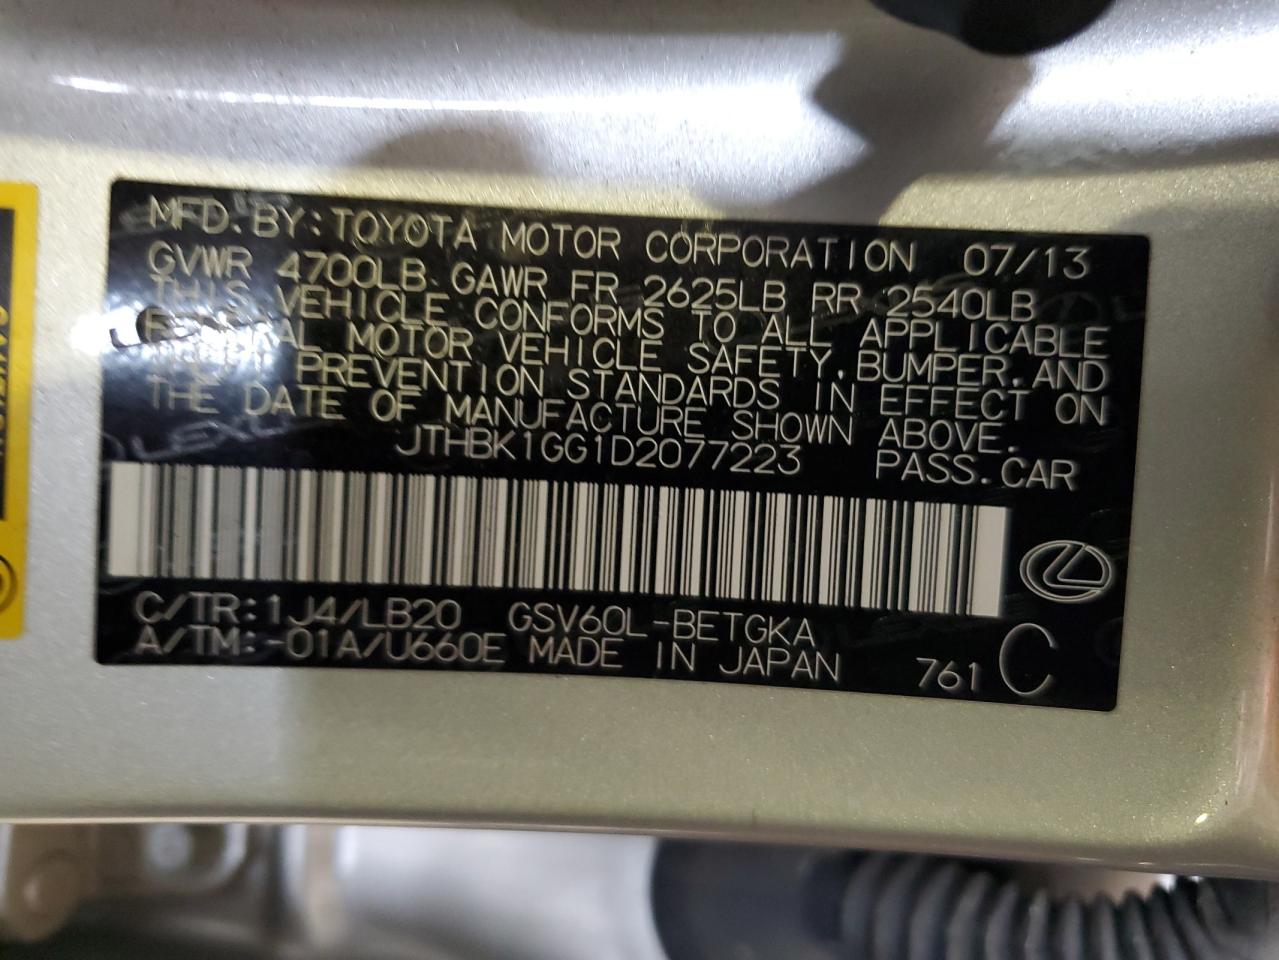 MFD.BY:TOYOTA MOTOR CORPORATION 07/13
GVWR 4700LB GAWR FR 2625LB RR 2540LB
THIS VEHICLE CONFORMS TO ALL APPLICABLE
FEDERAL MOTOR VEHICLE SAFETY,BUMPER,AND
THEFT PREVENTION STANDARDS IN EFFECT ON
THE DATE OF MANUFACTURE SHOWN ABOVE.
JTHBK1GG1D2077223 PASS.CAR
C/TR:1J4/LB20 GSV60L-BETGKA
A/TM:-01A/U660E MADE IN JAPAN 761 C